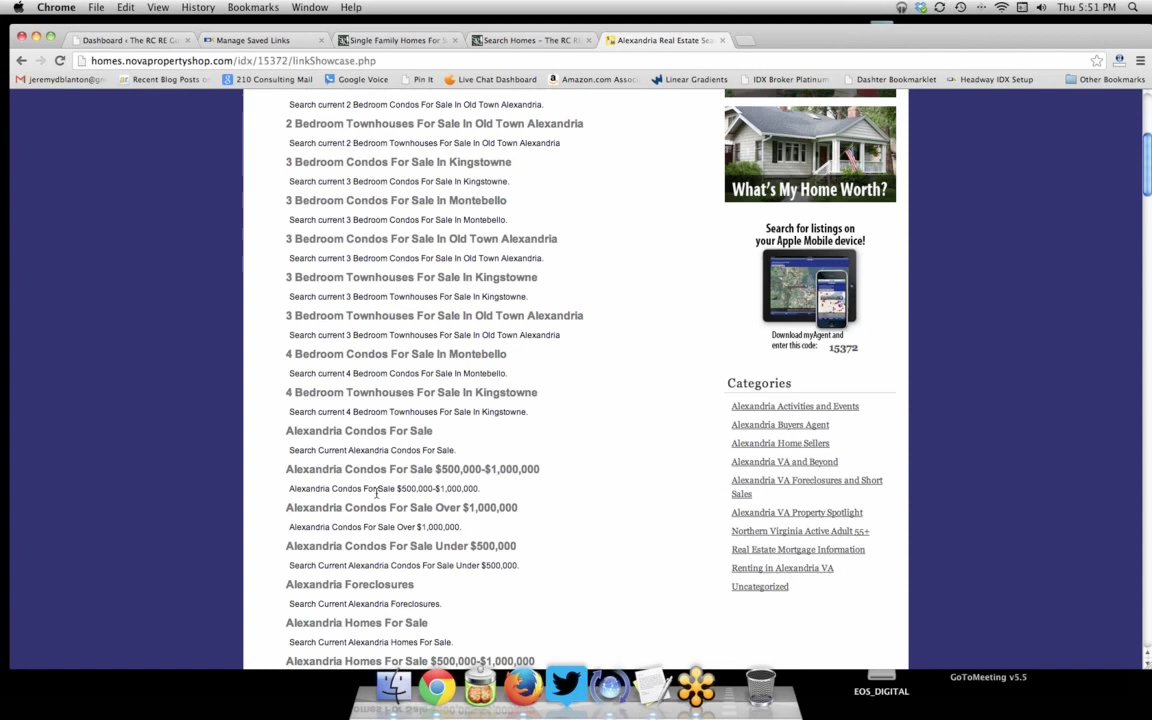 Chrome File Edit View History Bookmarks Window Help Thu 5:51 PM
Dashboard ‹ The RC RE G Manage Saved Links Single Family Homes For S Search Homes – The RC RE Alexandria Real Estate Sea
homes.novapropertyshop.com/idx/15372/linkShowcase.php
jeremydblanton@gm Recent Blog Posts on 210 Consulting Mail Google Voice Pin It Live Chat Dashboard Amazon.com Assoc Linear Gradients IDX Broker Platinum Dashter Bookmarklet Headway IDX Setup Other Bookmarks
Search current 2 Bedroom Condos For Sale In Old Town Alexandria.
2 Bedroom Townhouses For Sale In Old Town Alexandria
Search current 2 Bedroom Townhouses For Sale In Old Town Alexandria
3 Bedroom Condos For Sale In Kingstowne
Search current 3 Bedroom Condos For Sale In Kingstowne.
3 Bedroom Condos For Sale In Montebello
Search current 3 Bedroom Condos For Sale In Montebello.
3 Bedroom Condos For Sale In Old Town Alexandria
Search current 3 Bedroom Condos For Sale In Old Town Alexandria.
3 Bedroom Townhouses For Sale In Kingstowne
Search current 3 Bedroom Townhouses For Sale In Kingstowne.
3 Bedroom Townhouses For Sale In Old Town Alexandria
Search current 3 Bedroom Townhouses For Sale In Old Town Alexandria
4 Bedroom Condos For Sale In Montebello
Search current 4 Bedroom Condos For Sale In Montebello.
4 Bedroom Townhouses For Sale In Kingstowne
Search current 4 Bedroom Townhouses For Sale In Kingstowne.
Alexandria Condos For Sale
Search Current Alexandria Condos For Sale.
Alexandria Condos For Sale $500,000-$1,000,000
Alexandria Condos For Sale $500,000-$1,000,000.
Alexandria Condos For Sale Over $1,000,000
Alexandria Condos For Sale Over $1,000,000.
Alexandria Condos For Sale Under $500,000
Search Current Alexandria Condos For Sale Under $500,000.
Alexandria Foreclosures
Search Current Alexandria Foreclosures.
Alexandria Homes For Sale
Search Current Alexandria Homes For Sale.
Alexandria Homes For Sale $500,000-$1,000,000
What's My Home Worth?
Search for listings on
your Apple Mobile device!
Download myAgent and
enter this code: 15372
Categories
Alexandria Activities and Events
Alexandria Buyers Agent
Alexandria Home Sellers
Alexandria VA and Beyond
Alexandria VA Foreclosures and Short
Sales
Alexandria VA Property Spotlight
Northern Virginia Active Adult 55+
Real Estate Mortgage Information
Renting in Alexandria VA
Uncategorized
EOS_DIGITAL
GoToMeeting v5.5